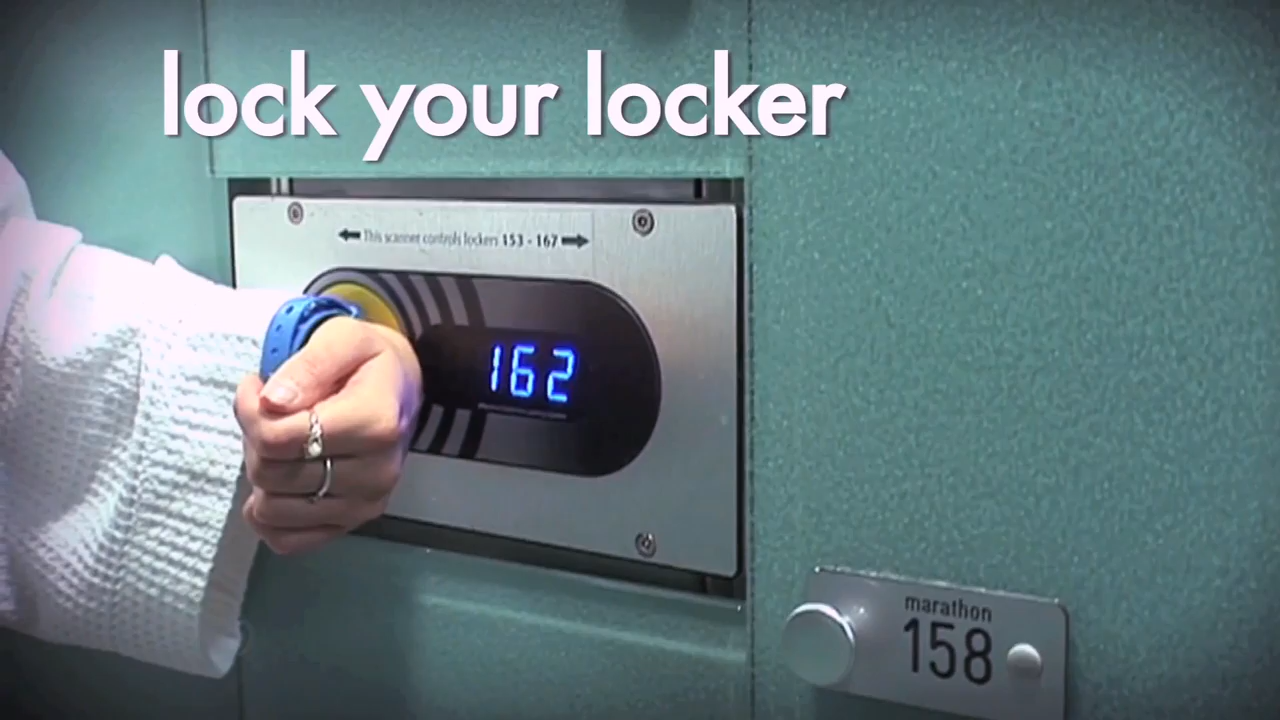 lock your locker
This scanner controls lockers 153 - 167
162
marathon
158